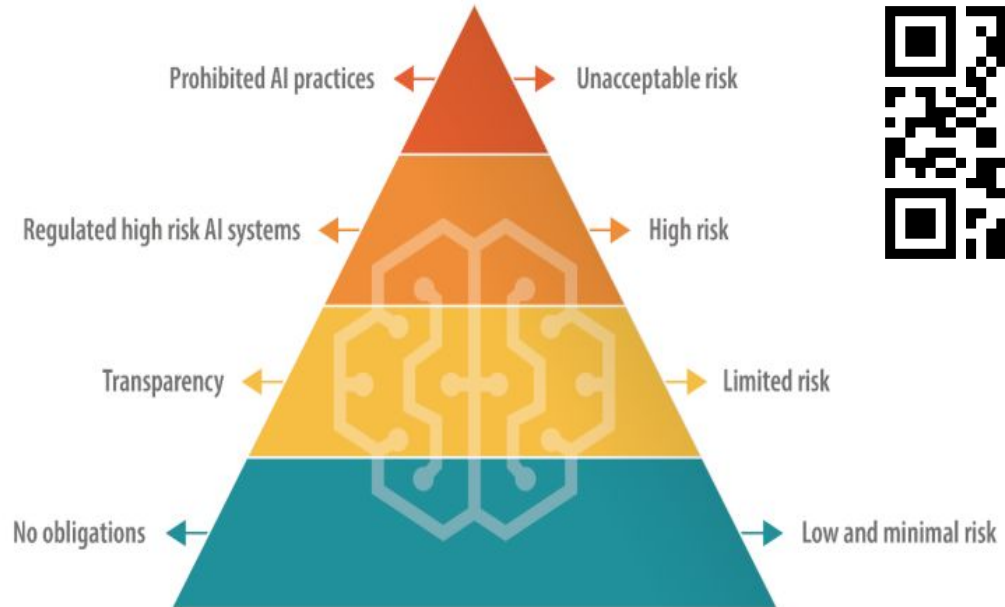 Prohibited AI practices
Unacceptable risk
Regulated high risk AI systems
High risk
Transparency
Limited risk
No obligations
Low and minimal risk